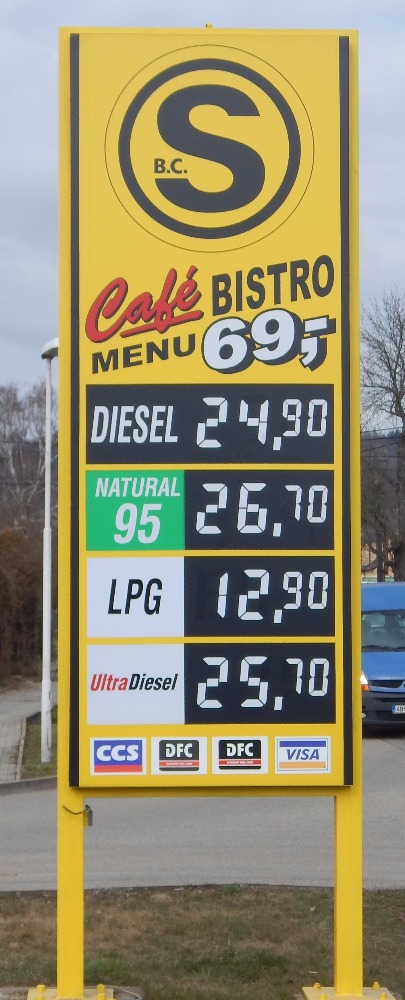 B.C. S
Café BISTRO
MENU 69,-
DIESEL 24,90
NATURAL 95 26,70
LPG 12,90
UltraDiesel 25,70
CCS DFC DFC VISA